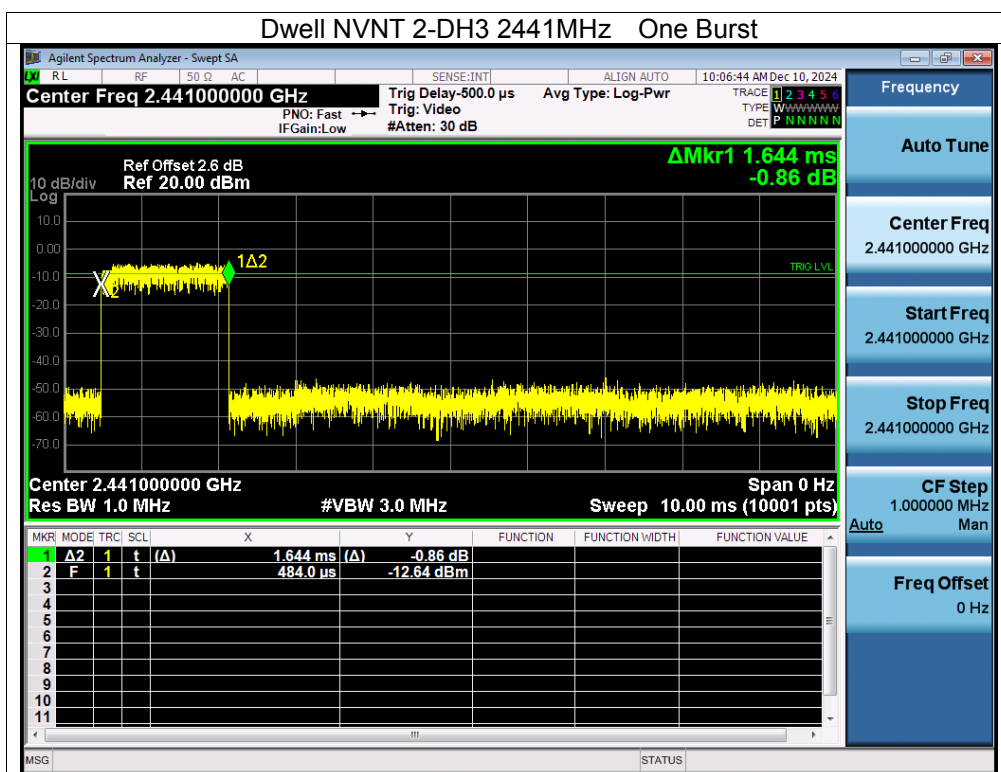 Dwell NVNT 2-DH3 2441MHz One Burst
Agilent Spectrum Analyzer - Swept SA
LXI RL RF 50 Ω AC SENSE:INT ALIGN AUTO 10:06:44 AM Dec 10, 2024
Center Freq 2.441000000 GHz Trig Delay-500.0 µs Avg Type: Log-Pwr TRACE 1 2 3 4 5 6
PNO: Fast Trig: Video TYPE WWWWWW
IFGain:Low #Atten: 30 dB DET P N N N N N
Frequency
Auto Tune
Center Freq
2.441000000 GHz
Start Freq
2.441000000 GHz
Stop Freq
2.441000000 GHz
CF Step
1.000000 MHz
Auto Man
Freq Offset
0 Hz
ΔMkr1 1.644 ms
-0.86 dB
Ref Offset 2.6 dB
10 dB/div Ref 20.00 dBm
Log
10.0
0.00
-10.0
-20.0
-30.0
-40.0
-50.0
-60.0
-70.0
1Δ2
2
TRIG LVL
Center 2.441000000 GHz Span 0 Hz
Res BW 1.0 MHz #VBW 3.0 MHz Sweep 10.00 ms (10001 pts)
MKR MODE TRC SCL X Y FUNCTION FUNCTION WIDTH FUNCTION VALUE
1 Δ2 1 t (Δ) 1.644 ms (Δ) -0.86 dB
2 F 1 t 484.0 µs -12.64 dBm
3
4
5
6
7
8
9
10
11
MSG STATUS